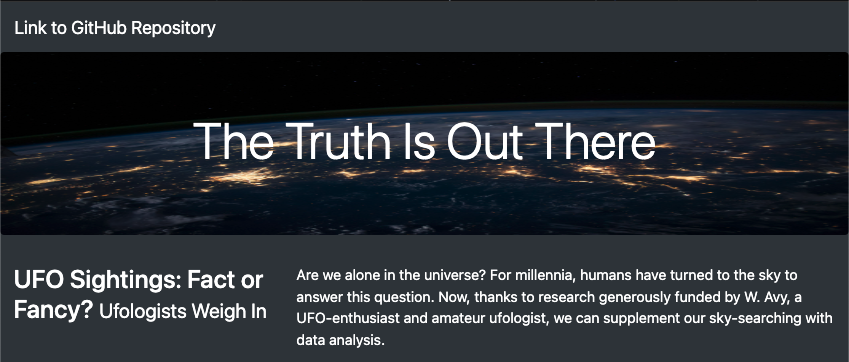 Link to GitHub Repository
The Truth Is Out There
UFO Sightings: Fact or
Fancy? Ufologists Weigh In
Are we alone in the universe? For millennia, humans have turned to the sky to
answer this question. Now, thanks to research generously funded by W. Avy, a
UFO-enthusiast and amateur ufologist, we can supplement our sky-searching with
data analysis.